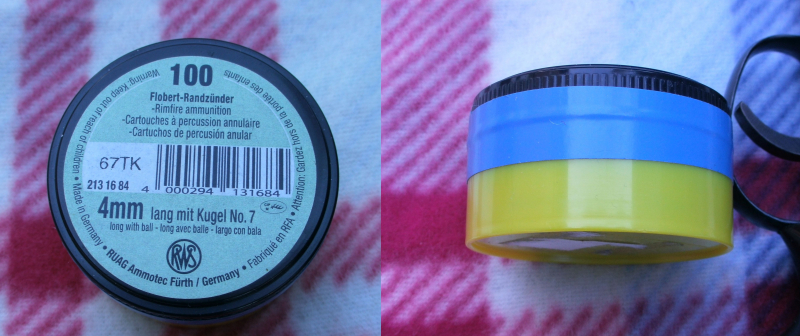 100
Flobert-Randzünder
-Rimfire ammunition
-Cartouches à percussion annulaire
-Cartuchos de percusión anular
67TK
213 16 84
4 000294 131684
4mm lang mit Kugel No. 7
long with ball - long avec balle - largo con bala
RWS
Warning: Keep out of reach of children • Made in Germany • RUAG Ammotec Fürth / Germany • Fabriqué en RFA • Attention: Gardez hors de la portée des enfants